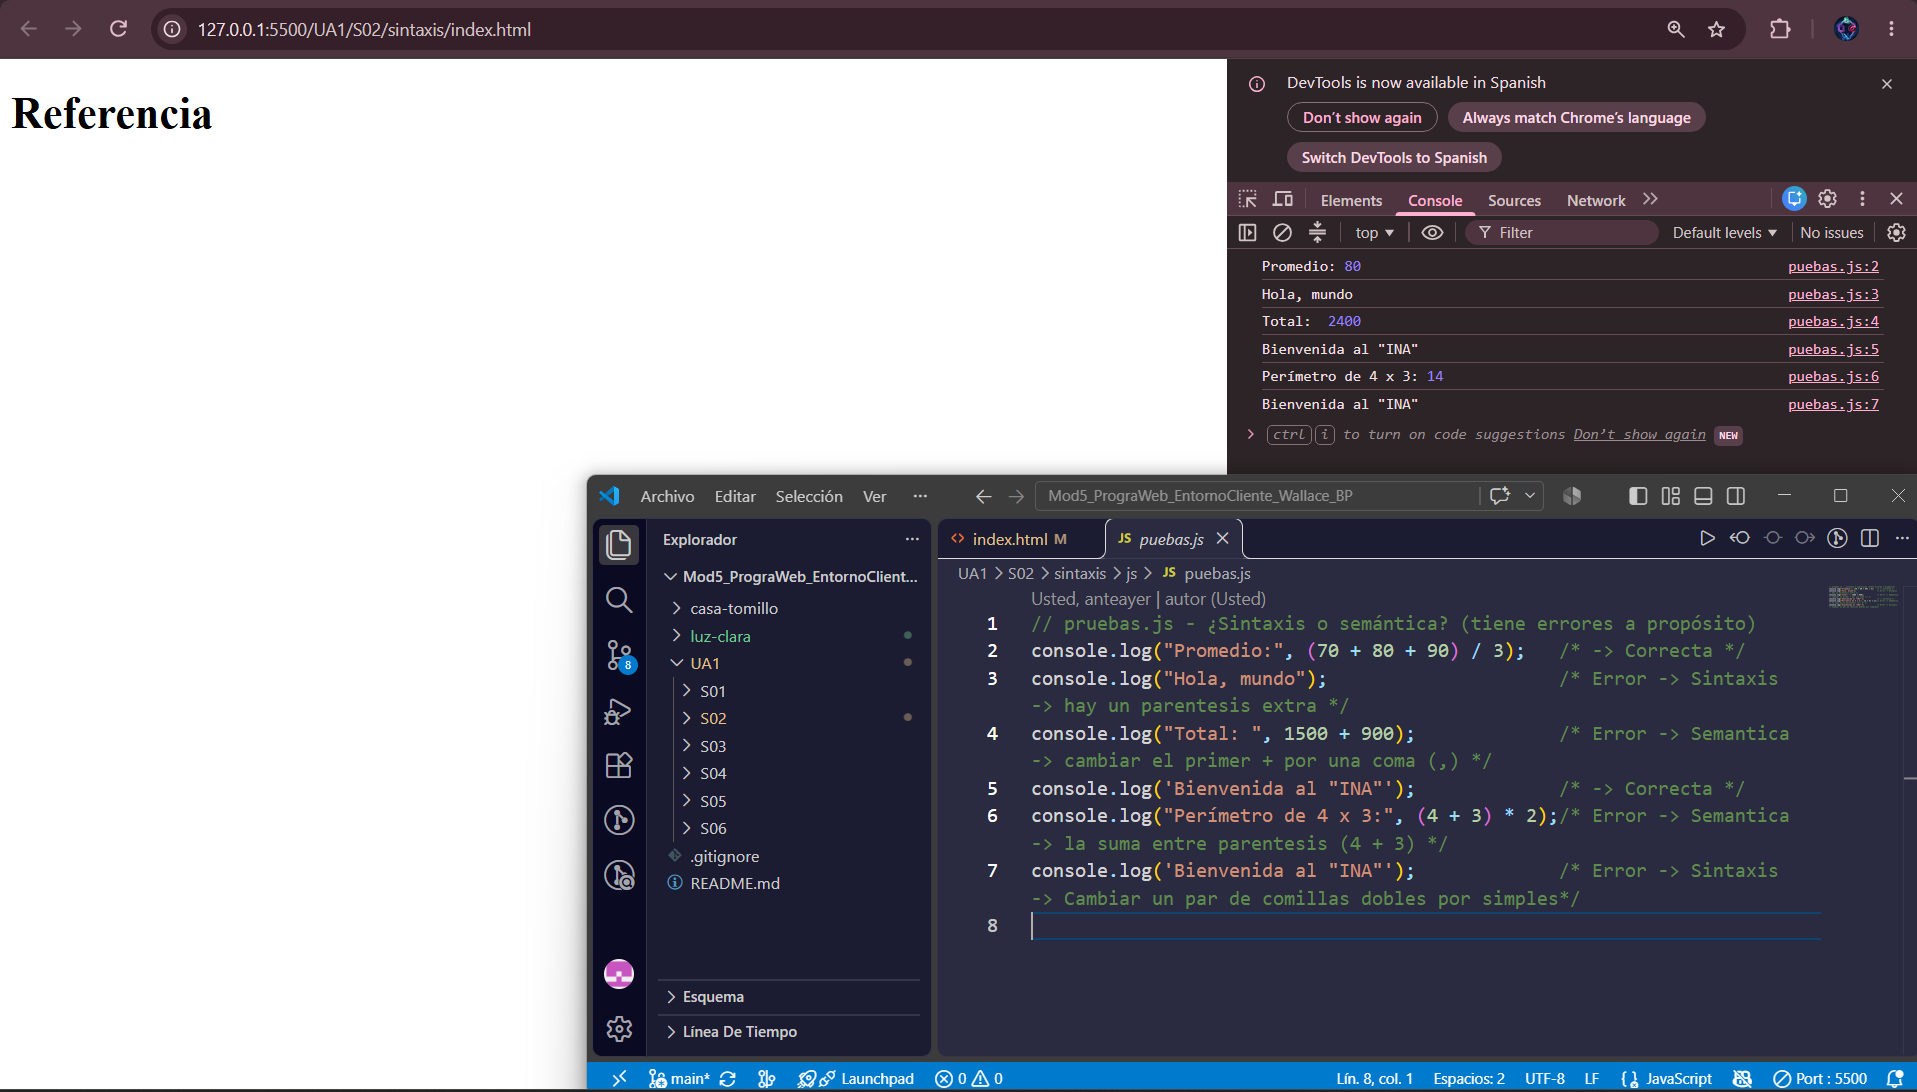 127.0.0.1:5500/UA1/S02/sintaxis/index.html
Referencia
DevTools is now available in Spanish
Don't show again
Always match Chrome's language
Switch DevTools to Spanish
Elements Console Sources Network
top Filter Default levels No issues
Promedio: 80 puebas.js:2
Hola, mundo puebas.js:3
Total:  2400 puebas.js:4
Bienvenida al "INA" puebas.js:5
Perímetro de 4 x 3: 14 puebas.js:6
Bienvenida al "INA" puebas.js:7
ctrl i to turn on code suggestions Don't show again NEW
Archivo Editar Selección Ver ··· Mod5_PrograWeb_EntornoCliente_Wallace_BP
Explorador ···
Mod5_PrograWeb_EntornoClient...
casa-tomillo
luz-clara
UA1
S01
S02
S03
S04
S05
S06
.gitignore
README.md
8
Esquema
Línea De Tiempo
index.html M JS puebas.js
UA1 > S02 > sintaxis > js > JS puebas.js
Usted, anteayer | autor (Usted)
1 // pruebas.js - ¿Sintaxis o semántica? (tiene errores a propósito)
2 console.log("Promedio:", (70 + 80 + 90) / 3);   /* -> Correcta */
3 console.log("Hola, mundo");                     /* Error -> Sintaxis
-> hay un parentesis extra */
4 console.log("Total: ", 1500 + 900);             /* Error -> Semantica
-> cambiar el primer + por una coma (,) */
5 console.log('Bienvenida al "INA"');             /* -> Correcta */
6 console.log("Perímetro de 4 x 3:", (4 + 3) * 2);/* Error -> Semantica
-> la suma entre parentesis (4 + 3) */
7 console.log('Bienvenida al "INA"');             /* Error -> Sintaxis
-> Cambiar un par de comillas dobles por simples*/
8
main* Launchpad 0 0 Lín. 8, col. 1 Espacios: 2 UTF-8 LF {} JavaScript Port : 5500